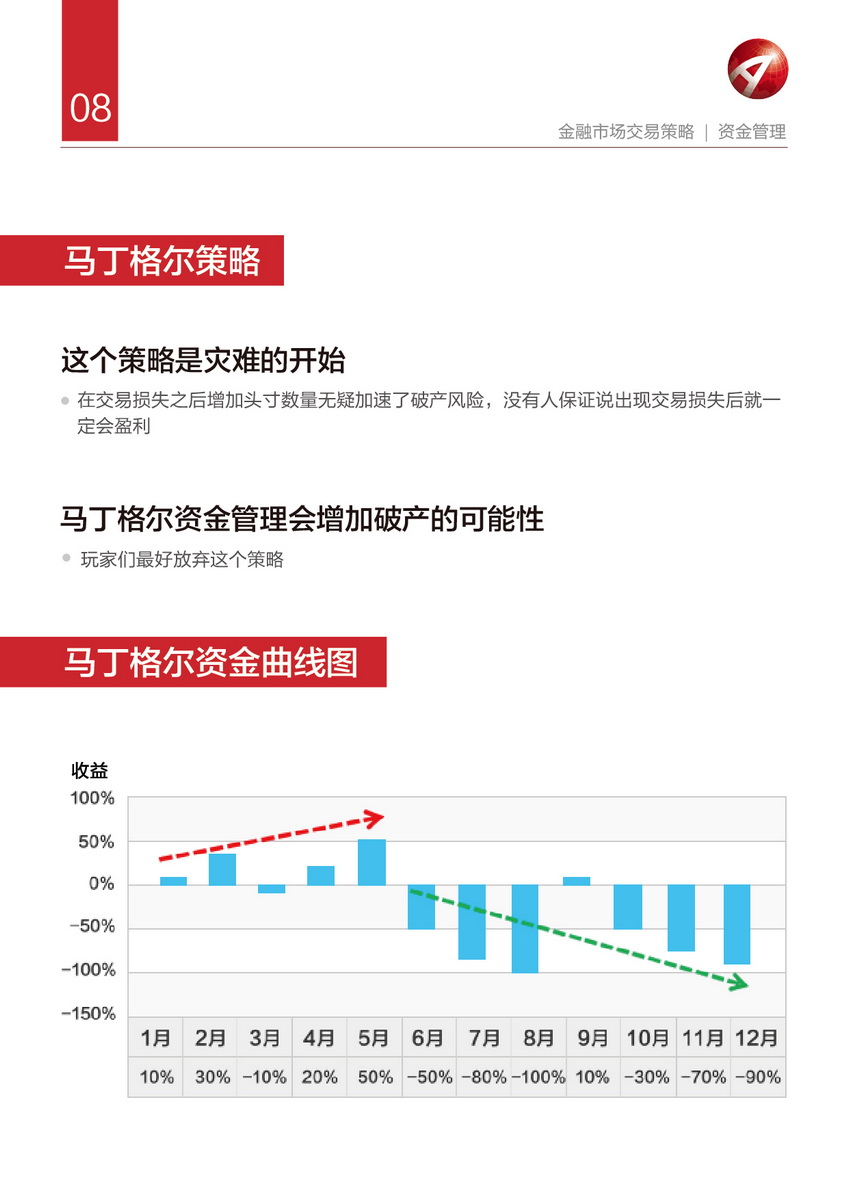 08
金融市场交易策略 | 资金管理
马丁格尔策略
这个策略是灾难的开始
在交易损失之后增加头寸数量无疑加速了破产风险，没有人保证说出现交易损失后就一
定会盈利
马丁格尔资金管理会增加破产的可能性
玩家们最好放弃这个策略
马丁格尔资金曲线图
收益
100%
50%
0%
−50%
−100%
−150%
1月 2月 3月 4月 5月 6月 7月 8月 9月 10月 11月 12月
10% 30% −10% 20% 50% −50% −80% −100% 10% −30% −70% −90%